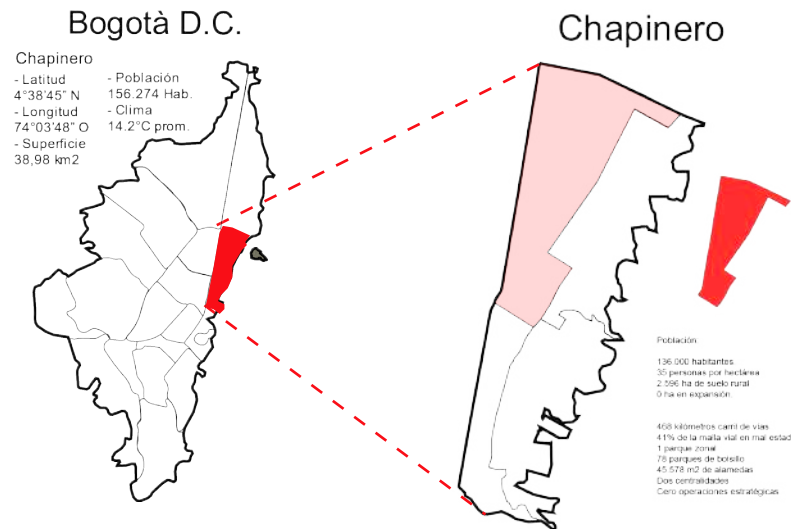 Bogotà D.C.
Chapinero
- Latitud
4°38'45" N
- Longitud
74°03'48" O
- Superficie
38,98 km2
- Población
156.274 Hab.
- Clima
14.2°C prom.
Chapinero
Población
136.000 habitantes
35 personas por hectárea
2.596 ha de suelo rural
0 ha en expansión.
468 kilómetros carril de vías
41% de la malla vial en mal estad
1 parque zonal
78 parques de bolsillo
45.578 m2 de alamedas
Dos centralidades
Cero operaciones estratégicas